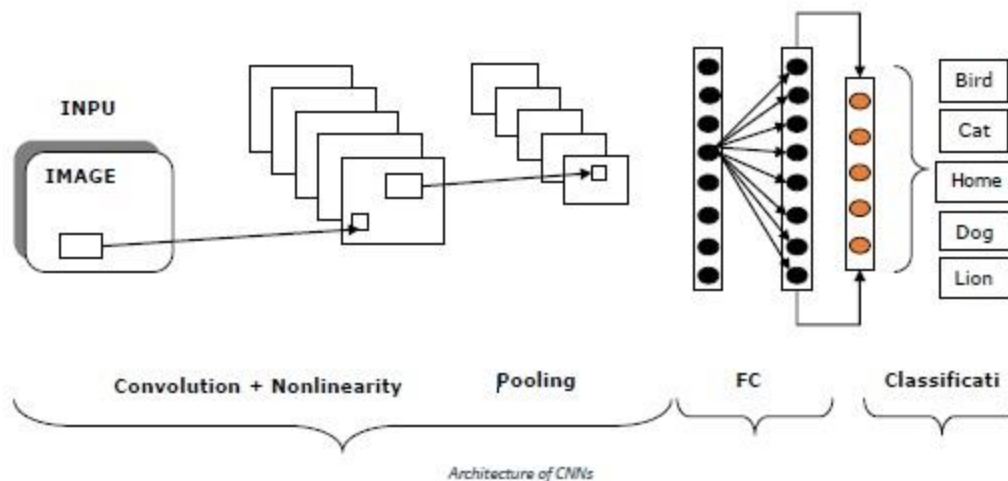 INPU
IMAGE
Bird
Cat
Home
Dog
Lion
Convolution + Nonlinearity
Pooling
FC
Classificati
Architecture of CNNs